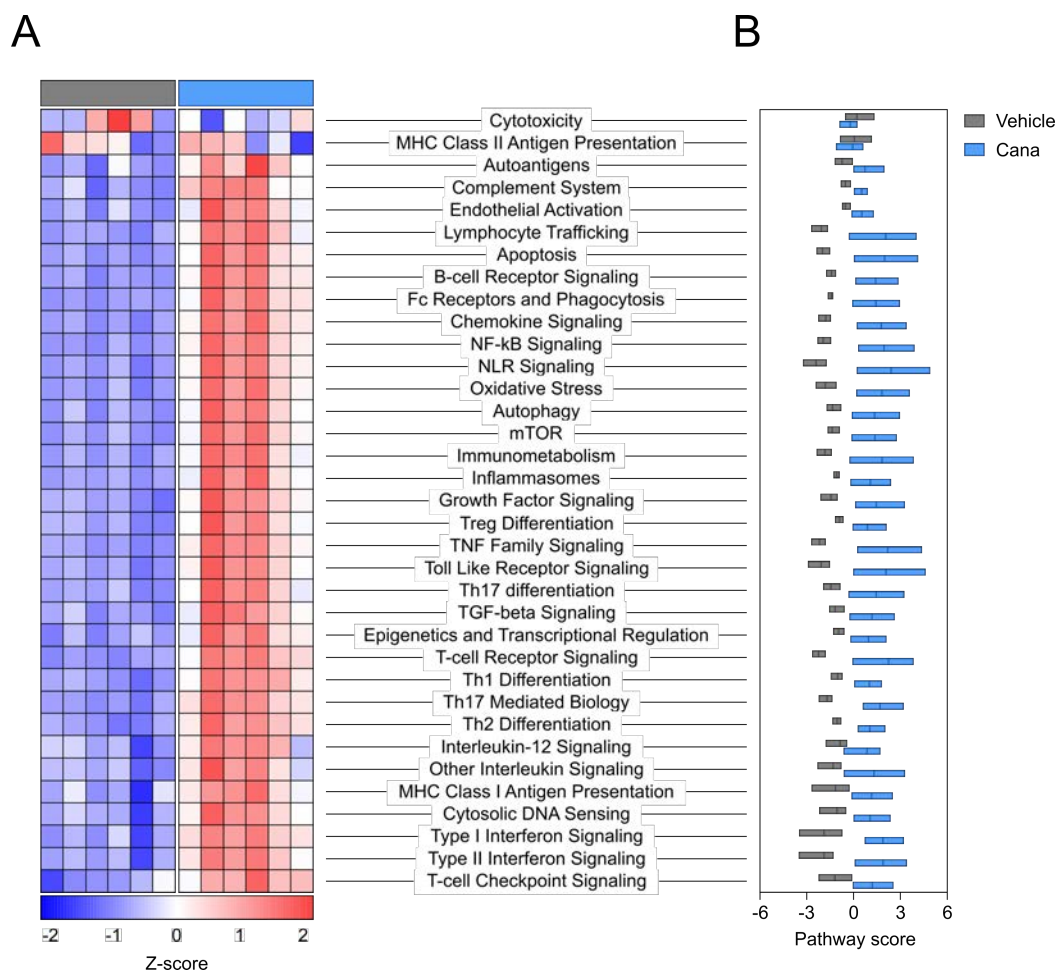 A
B
Cytotoxicity
MHC Class II Antigen Presentation
Autoantigens
Complement System
Endothelial Activation
Lymphocyte Trafficking
Apoptosis
B-cell Receptor Signaling
Fc Receptors and Phagocytosis
Chemokine Signaling
NF-kB Signaling
NLR Signaling
Oxidative Stress
Autophagy
mTOR
Immunometabolism
Inflammasomes
Growth Factor Signaling
Treg Differentiation
TNF Family Signaling
Toll Like Receptor Signaling
Th17 differentiation
TGF-beta Signaling
Epigenetics and Transcriptional Regulation
T-cell Receptor Signaling
Th1 Differentiation
Th17 Mediated Biology
Th2 Differentiation
Interleukin-12 Signaling
Other Interleukin Signaling
MHC Class I Antigen Presentation
Cytosolic DNA Sensing
Type I Interferon Signaling
Type II Interferon Signaling
T-cell Checkpoint Signaling
Vehicle
Cana
-2 -1 0 1 2
Z-score
-6 -3 0 3 6
Pathway score